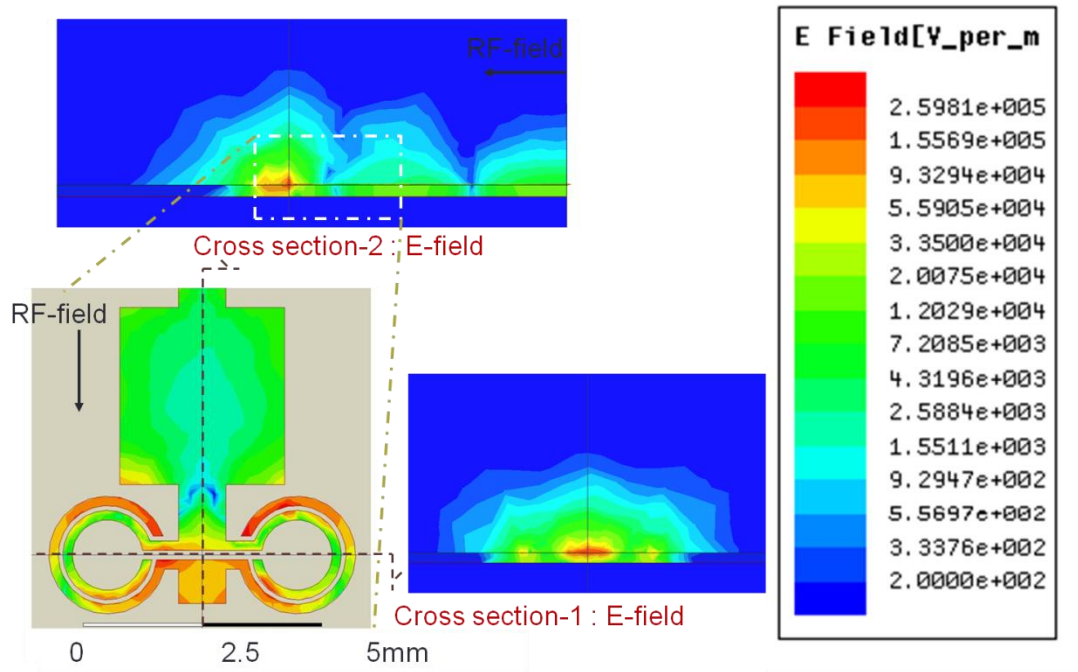 RF-field
Cross section-2 : E-field
RF-field
Cross section-1 : E-field
0 2.5 5mm
E Field[V_per_m
2.5981e+005
1.5569e+005
9.3294e+004
5.5905e+004
3.3500e+004
2.0075e+004
1.2029e+004
7.2085e+003
4.3196e+003
2.5884e+003
1.5511e+003
9.2947e+002
5.5697e+002
3.3376e+002
2.0000e+002